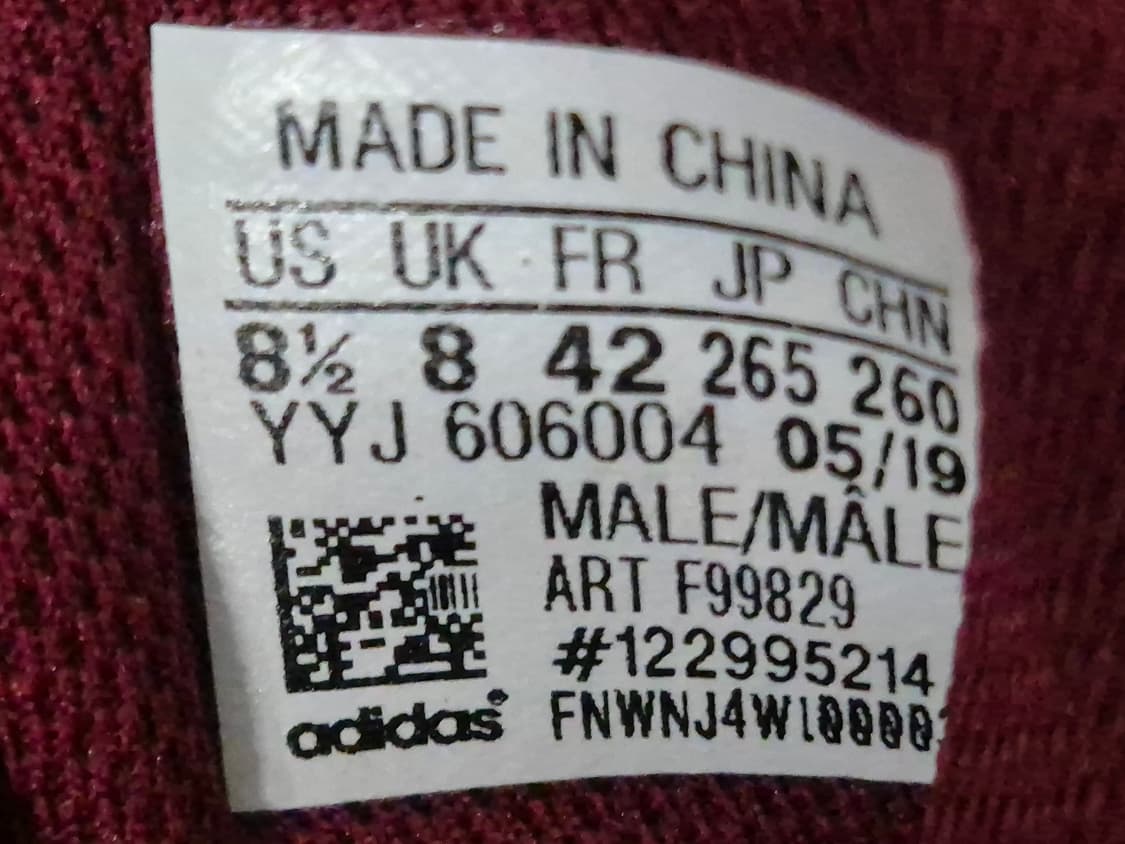 MADE IN CHINA
US UK FR JP CHN
8½ 8 42 265 260
YYJ 606004 05/19
MALE/MÂLE
ART F99829
#122995214
adidas®